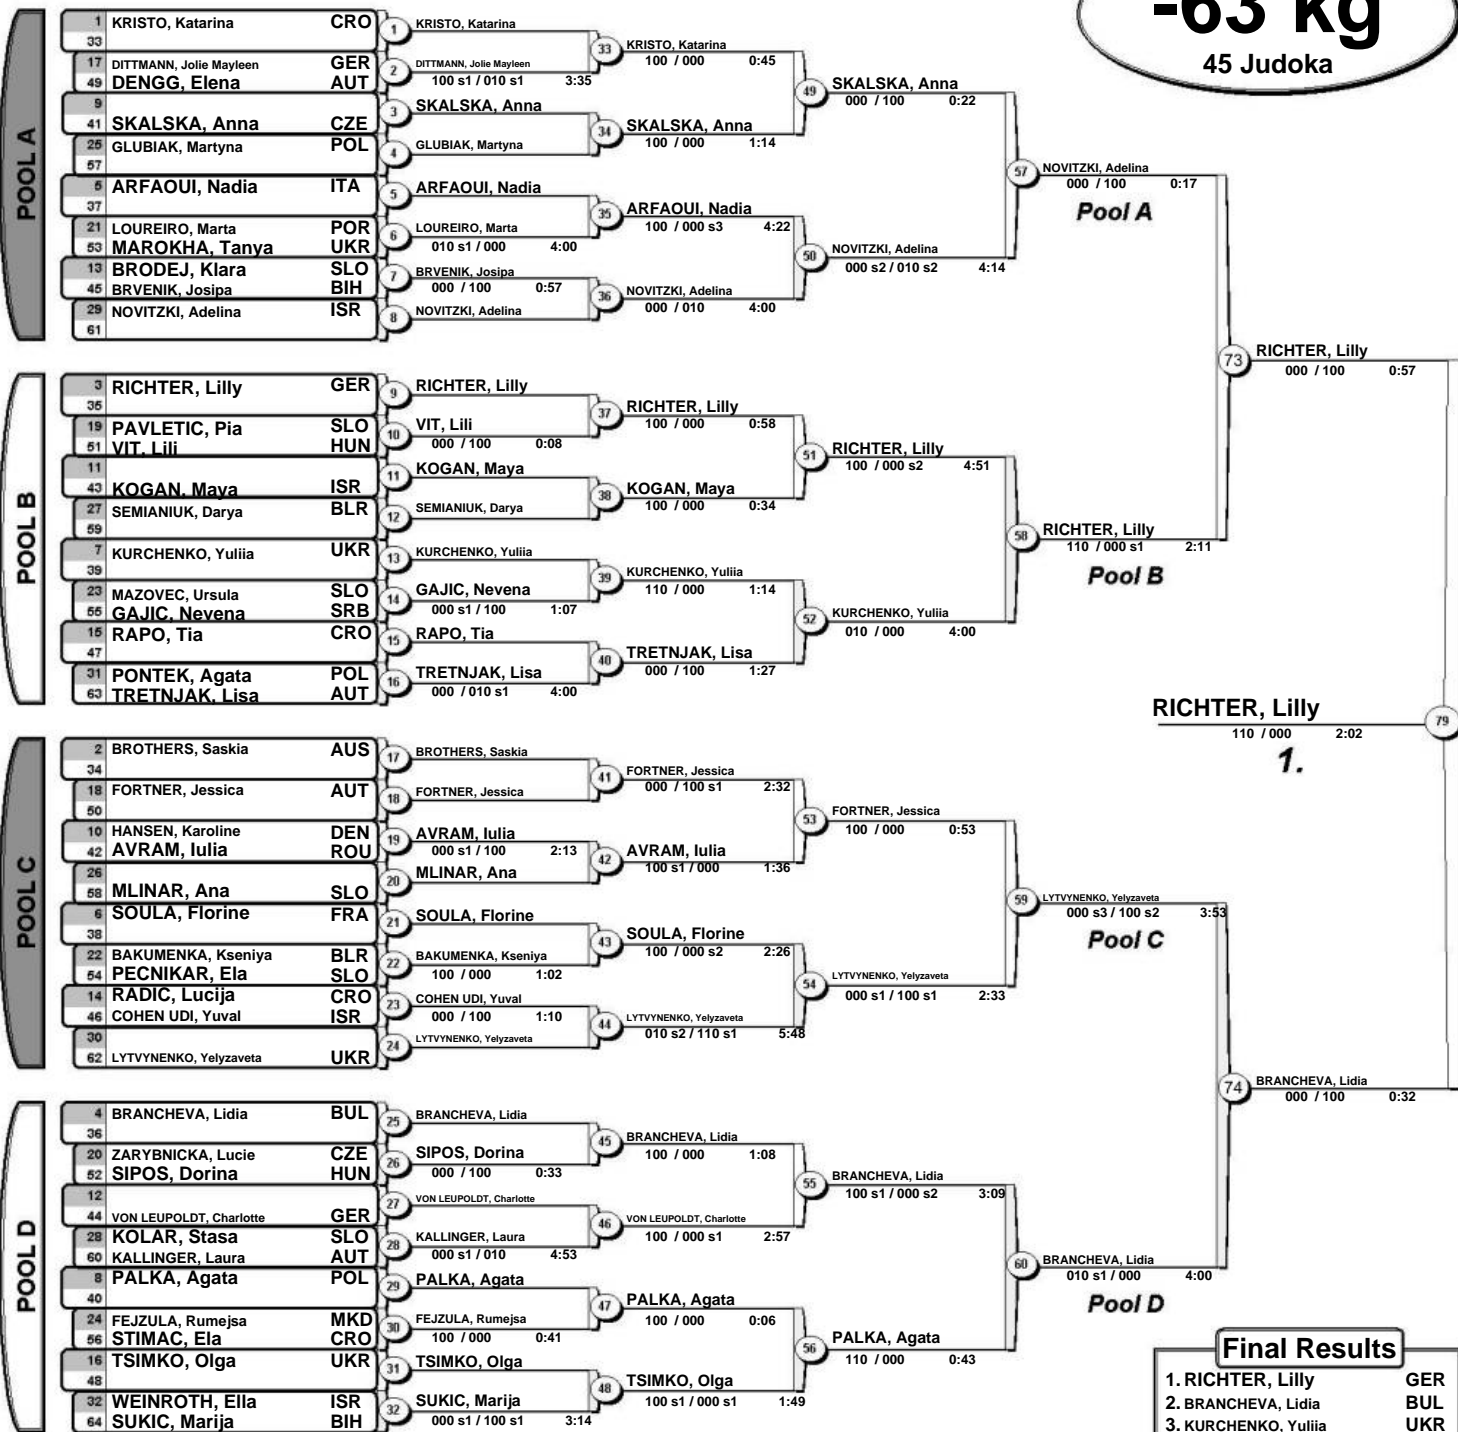 -63 kg
45 Judoka
POOL A
1 KRISTO, Katarina CRO
33
17 DITTMANN, Jolie Mayleen GER
49 DENGG, Elena AUT
9
41 SKALSKA, Anna CZE
25 GLUBIAK, Martyna POL
57
5 ARFAOUI, Nadia ITA
37
21 LOUREIRO, Marta POR
53 MAROKHA, Tanya UKR
13 BRODEJ, Klara SLO
45 BRVENIK, Josipa BIH
29 NOVITZKI, Adelina ISR
61
1 KRISTO, Katarina
2 DITTMANN, Jolie Mayleen
100 s1 / 010 s1 3:35
3 SKALSKA, Anna
4 GLUBIAK, Martyna
5 ARFAOUI, Nadia
6 LOUREIRO, Marta
010 s1 / 000 4:00
7 BRVENIK, Josipa
000 / 100 0:57
8 NOVITZKI, Adelina
33 KRISTO, Katarina
100 / 000 0:45
34 SKALSKA, Anna
100 / 000 1:14
35 ARFAOUI, Nadia
100 / 000 s3 4:22
36 NOVITZKI, Adelina
000 / 010 4:00
49 SKALSKA, Anna
000 / 100 0:22
50 NOVITZKI, Adelina
000 s2 / 010 s2 4:14
57 NOVITZKI, Adelina
000 / 100 0:17
Pool A
POOL B
3 RICHTER, Lilly GER
35
19 PAVLETIC, Pia SLO
51 VIT, Lili HUN
11
43 KOGAN, Maya ISR
27 SEMIANIUK, Darya BLR
59
7 KURCHENKO, Yuliia UKR
39
23 MAZOVEC, Ursula SLO
55 GAJIC, Nevena SRB
15 RAPO, Tia CRO
47
31 PONTEK, Agata POL
63 TRETNJAK, Lisa AUT
9 RICHTER, Lilly
10 VIT, Lili
000 / 100 0:08
11 KOGAN, Maya
12 SEMIANIUK, Darya
13 KURCHENKO, Yuliia
14 GAJIC, Nevena
000 s1 / 100 1:07
15 RAPO, Tia
16 TRETNJAK, Lisa
000 / 010 s1 4:00
37 RICHTER, Lilly
100 / 000 0:58
38 KOGAN, Maya
100 / 000 0:34
39 KURCHENKO, Yuliia
110 / 000 1:14
40 TRETNJAK, Lisa
000 / 100 1:27
51 RICHTER, Lilly
100 / 000 s2 4:51
52 KURCHENKO, Yuliia
010 / 000 4:00
58 RICHTER, Lilly
110 / 000 s1 2:11
Pool B
73 RICHTER, Lilly
000 / 100 0:57
RICHTER, Lilly 79
110 / 000 2:02
1.
POOL C
2 BROTHERS, Saskia AUS
34
18 FORTNER, Jessica AUT
50
10 HANSEN, Karoline DEN
42 AVRAM, Iulia ROU
26
58 MLINAR, Ana SLO
6 SOULA, Florine FRA
38
22 BAKUMENKA, Kseniya BLR
54 PECNIKAR, Ela SLO
14 RADIC, Lucija CRO
46 COHEN UDI, Yuval ISR
30
62 LYTVYNENKO, Yelyzaveta UKR
17 BROTHERS, Saskia
18 FORTNER, Jessica
19 AVRAM, Iulia
000 s1 / 100 2:13
20 MLINAR, Ana
21 SOULA, Florine
22 BAKUMENKA, Kseniya
100 / 000 1:02
23 COHEN UDI, Yuval
000 / 100 1:10
24 LYTVYNENKO, Yelyzaveta
41 FORTNER, Jessica
000 / 100 s1 2:32
42 AVRAM, Iulia
100 s1 / 000 1:36
43 SOULA, Florine
100 / 000 s2 2:26
44 LYTVYNENKO, Yelyzaveta
010 s2 / 110 s1 5:48
53 FORTNER, Jessica
100 / 000 0:53
54 LYTVYNENKO, Yelyzaveta
000 s1 / 100 s1 2:33
59 LYTVYNENKO, Yelyzaveta
000 s3 / 100 s2 3:53
Pool C
POOL D
4 BRANCHEVA, Lidia BUL
36
20 ZARYBNICKA, Lucie CZE
52 SIPOS, Dorina HUN
12
44 VON LEUPOLDT, Charlotte GER
28 KOLAR, Stasa SLO
60 KALLINGER, Laura AUT
8 PALKA, Agata POL
40
24 FEJZULA, Rumejsa MKD
56 STIMAC, Ela CRO
16 TSIMKO, Olga UKR
48
32 WEINROTH, Ella ISR
64 SUKIC, Marija BIH
25 BRANCHEVA, Lidia
26 SIPOS, Dorina
000 / 100 0:33
27 VON LEUPOLDT, Charlotte
28 KALLINGER, Laura
000 s1 / 010 4:53
29 PALKA, Agata
30 FEJZULA, Rumejsa
100 / 000 0:41
31 TSIMKO, Olga
32 SUKIC, Marija
000 s1 / 100 s1 3:14
45 BRANCHEVA, Lidia
100 / 000 1:08
46 VON LEUPOLDT, Charlotte
100 / 000 s1 2:57
47 PALKA, Agata
100 / 000 0:06
48 TSIMKO, Olga
100 s1 / 000 s1 1:49
55 BRANCHEVA, Lidia
100 s1 / 000 s2 3:09
56 PALKA, Agata
110 / 000 0:43
60 BRANCHEVA, Lidia
010 s1 / 000 4:00
Pool D
74 BRANCHEVA, Lidia
000 / 100 0:32
Final Results
1. RICHTER, Lilly GER
2. BRANCHEVA, Lidia BUL
3. KURCHENKO, Yuliia UKR